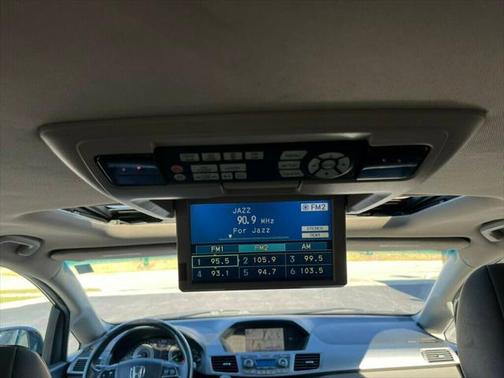 JAZZ
FM2
90.9 MHz
For Jazz
STEREO
FM1 FM2 AM
1 95.5 2 105.9 3 99.5
4 93.1 5 94.7 6 103.5